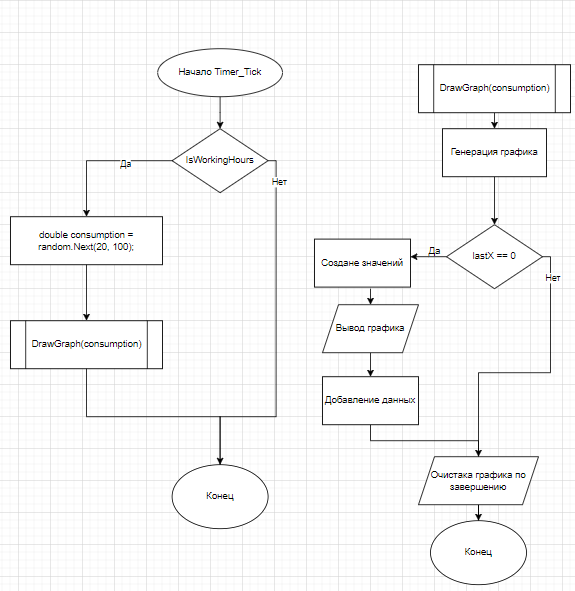 Начало Timer_Tick
IsWorkingHours
Да
Нет
double consumption =
random.Next(20, 100);
DrawGraph(consumption)
Конец
DrawGraph(consumption)
Генерация графика
lastX == 0
Да
Нет
Создане значений
Вывод графика
Добавление данных
Очистака графика по
завершению
Конец